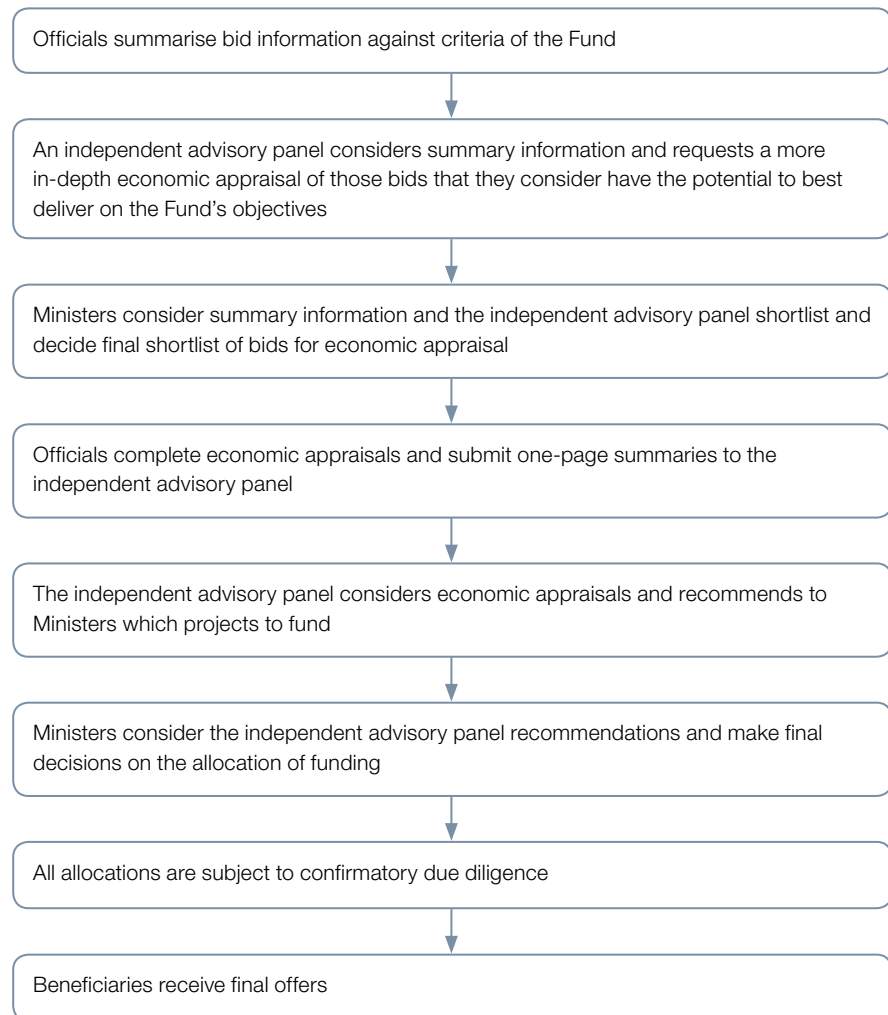 Officials summarise bid information against criteria of the Fund
An independent advisory panel considers summary information and requests a more
in-depth economic appraisal of those bids that they consider have the potential to best
deliver on the Fund’s objectives
Ministers consider summary information and the independent advisory panel shortlist and
decide final shortlist of bids for economic appraisal
Officials complete economic appraisals and submit one-page summaries to the
independent advisory panel
The independent advisory panel considers economic appraisals and recommends to
Ministers which projects to fund
Ministers consider the independent advisory panel recommendations and make final
decisions on the allocation of funding
All allocations are subject to confirmatory due diligence
Beneficiaries receive final offers